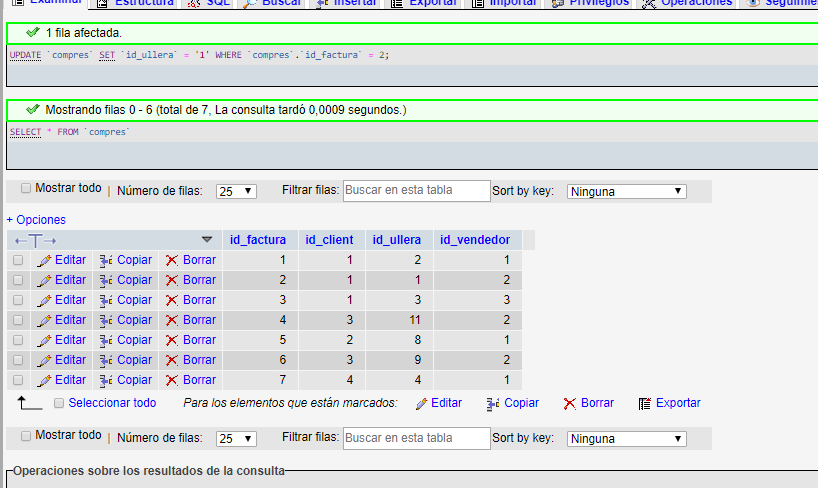 Examinar Estructura SQL Buscar Insertar Exportar Importar Privilegios Operaciones
1 fila afectada.
UPDATE `compres` SET `id_ullera` = '1' WHERE `compres`.`id_factura` = 2;
Mostrando filas 0 - 6 (total de 7, La consulta tardó 0,0009 segundos.)
SELECT * FROM `compres`
Mostrar todo | Número de filas: 25 Filtrar filas: Buscar en esta tabla Sort by key: Ninguna
+ Opciones
id_factura id_client id_ullera id_vendedor
Editar Copiar Borrar 1 1 2 1
Editar Copiar Borrar 2 1 1 2
Editar Copiar Borrar 3 1 3 3
Editar Copiar Borrar 4 3 11 2
Editar Copiar Borrar 5 2 8 1
Editar Copiar Borrar 6 3 9 2
Editar Copiar Borrar 7 4 4 1
Seleccionar todo Para los elementos que están marcados: Editar Copiar Borrar Exportar
Mostrar todo | Número de filas: 25 Filtrar filas: Buscar en esta tabla Sort by key: Ninguna
Operaciones sobre los resultados de la consulta